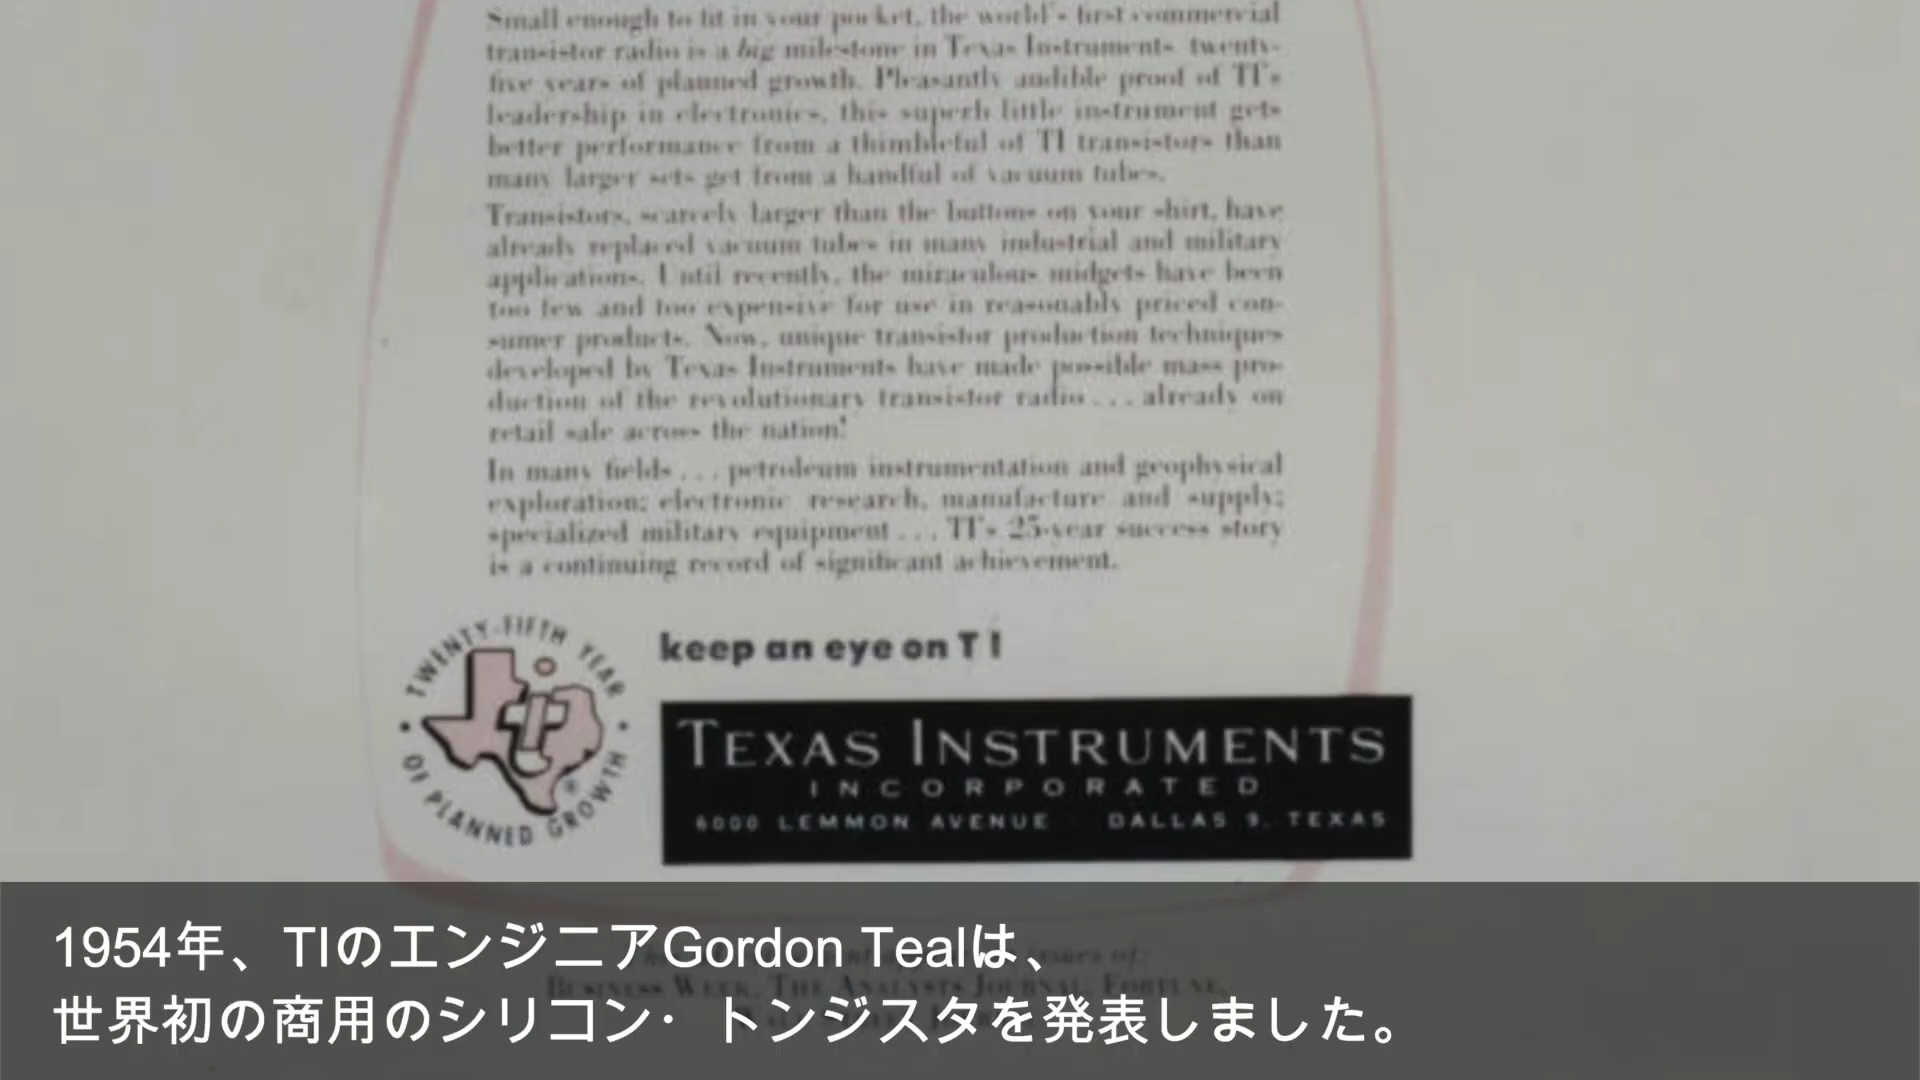 Small enough to fit in your pocket, the world's first commercial
transistor radio is a big milestone in Texas Instruments twenty-
five years of planned growth. Pleasantly audible proof of TI's
leadership in electronics, this superb little instrument gets
better performance from a thimbleful of TI transistors than
many larger sets get from a handful of vacuum tubes.
Transistors, scarcely larger than the buttons on your shirt, have
already replaced vacuum tubes in many industrial and military
applications. Until recently, the miraculous midgets have been
too few and too expensive for use in reasonably priced con-
sumer products. Now, unique transistor production techniques
developed by Texas Instruments have made possible mass pro-
duction of the revolutionary transistor radio... already on
retail sale across the nation!
In many fields... petroleum instrumentation and geophysical
exploration; electronic research, manufacture and supply;
specialized military equipment... TI's 25-year success story
is a continuing record of significant achievement.
TWENTY-FIFTH YEAR
• OF PLANNED GROWTH •
®
keep an eye on TI
TEXAS INSTRUMENTS
INCORPORATED
6000 LEMMON AVENUE DALLAS 9, TEXAS
issues of:
BUSINESS WEEK, THE ANALYSTS JOURNAL, FORTUNE,
1954年、TIのエンジニアGordon Tealは、
世界初の商用のシリコン・トンジスタを発表しました。